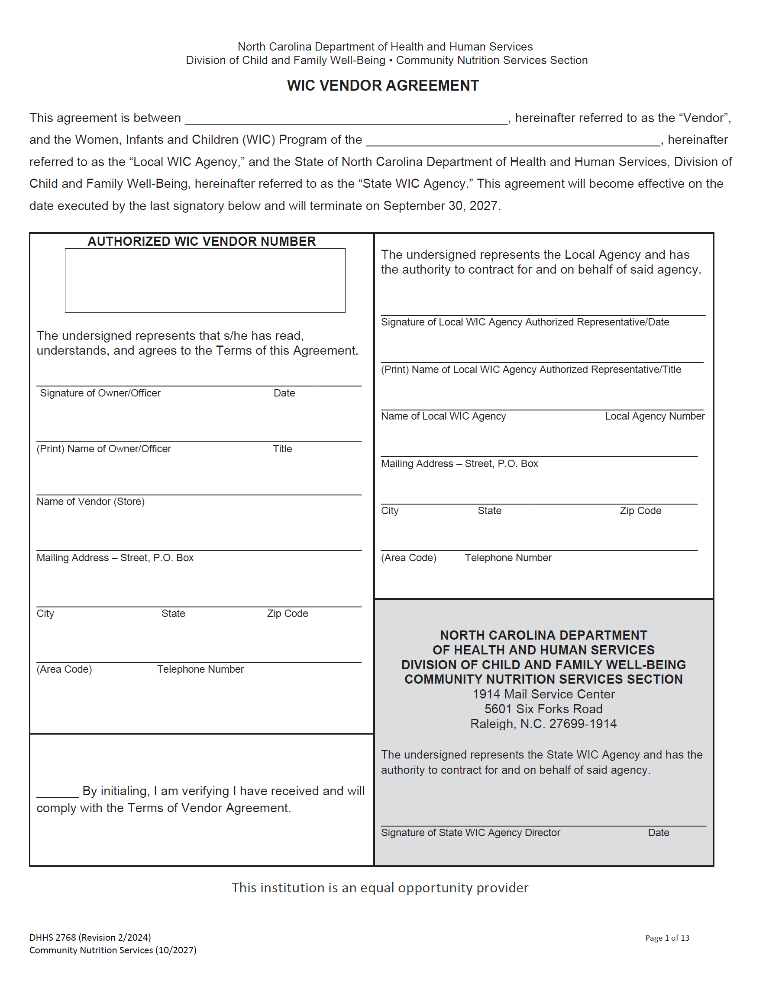 North Carolina Department of Health and Human Services
Division of Child and Family Well-Being • Community Nutrition Services Section
WIC VENDOR AGREEMENT
This agreement is between ______________________________, hereinafter referred to as the “Vendor”,
and the Women, Infants and Children (WIC) Program of the ______________________________, hereinafter
referred to as the “Local WIC Agency,” and the State of North Carolina Department of Health and Human Services, Division of
Child and Family Well-Being, hereinafter referred to as the “State WIC Agency.” This agreement will become effective on the
date executed by the last signatory below and will terminate on September 30, 2027.
AUTHORIZED WIC VENDOR NUMBER
The undersigned represents that s/he has read,
understands, and agrees to the Terms of this Agreement.
Signature of Owner/Officer Date
(Print) Name of Owner/Officer Title
Name of Vendor (Store)
Mailing Address – Street, P.O. Box
City State Zip Code
(Area Code) Telephone Number
______ By initialing, I am verifying I have received and will
comply with the Terms of Vendor Agreement.
The undersigned represents the Local Agency and has
the authority to contract for and on behalf of said agency.
Signature of Local WIC Agency Authorized Representative/Date
(Print) Name of Local WIC Agency Authorized Representative/Title
Name of Local WIC Agency Local Agency Number
Mailing Address – Street, P.O. Box
City State Zip Code
(Area Code) Telephone Number
NORTH CAROLINA DEPARTMENT
OF HEALTH AND HUMAN SERVICES
DIVISION OF CHILD AND FAMILY WELL-BEING
COMMUNITY NUTRITION SERVICES SECTION
1914 Mail Service Center
5601 Six Forks Road
Raleigh, N.C. 27699-1914
The undersigned represents the State WIC Agency and has the
authority to contract for and on behalf of said agency.
Signature of State WIC Agency Director Date
This institution is an equal opportunity provider
DHHS 2768 (Revision 2/2024)
Community Nutrition Services (10/2027)
Page 1 of 13